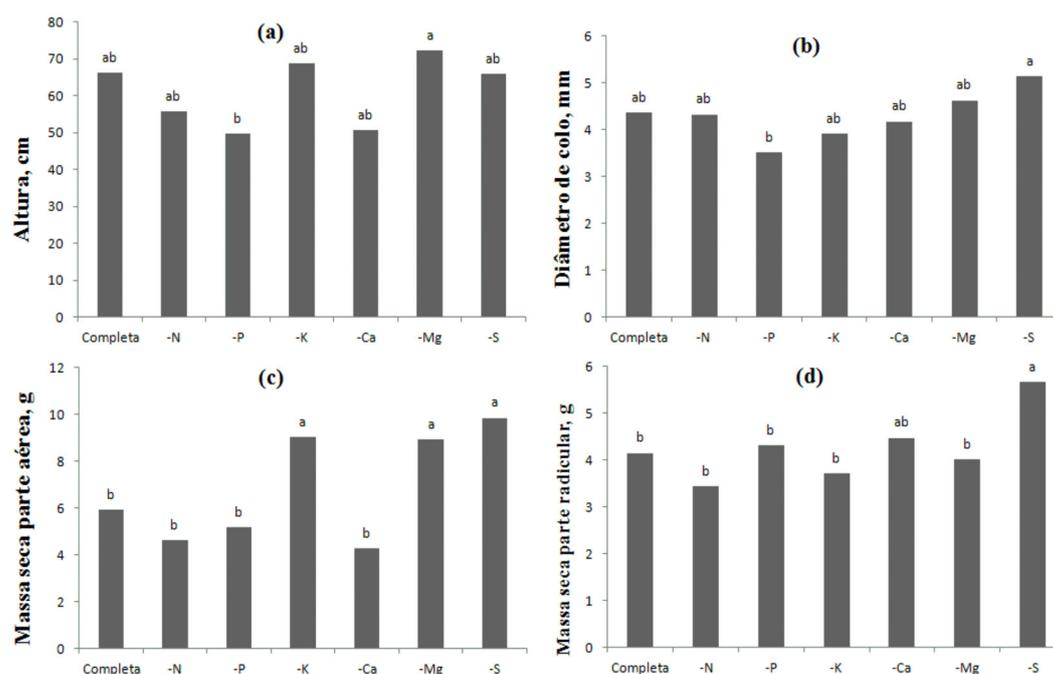 (a)
Altura, cm
80
70
60
50
40
30
20
10
0
ab
ab
b
ab
ab
a
ab
Completa -N -P -K -Ca -Mg -S
(b)
Diâmetro de colo, mm
6
5
4
3
2
1
0
ab
ab
b
ab
ab
ab
a
Completa -N -P -K -Ca -Mg -S
(c)
Massa seca parte aérea, g
12
10
8
6
4
2
0
b
b
b
a
b
a
a
Completa -N -P -K -Ca -Mg -S
(d)
Massa seca parte radicular, g
6
5
4
3
2
1
0
b
b
b
b
ab
b
a
Completa -N -P -K -Ca -Mg -S